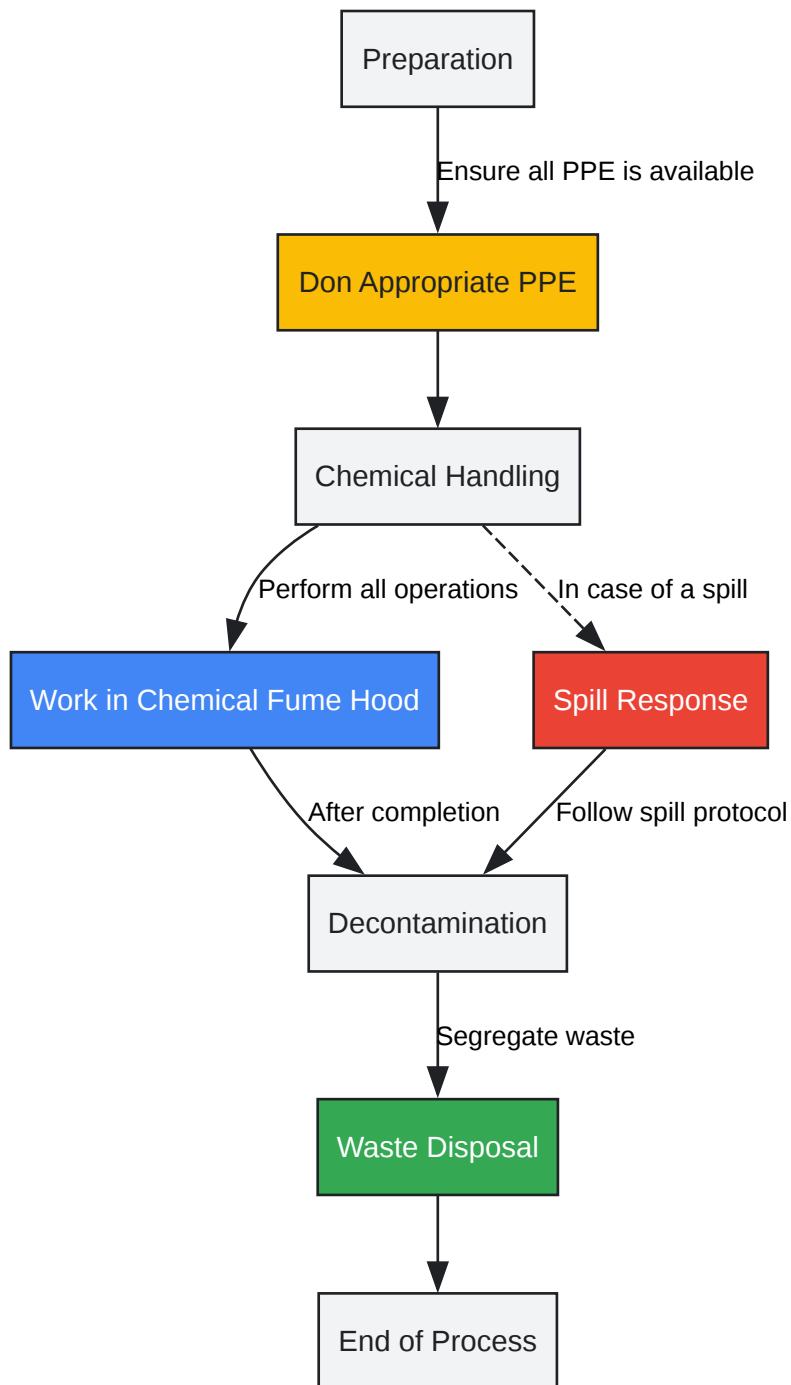 Preparation
Ensure all PPE is available
Don Appropriate PPE
Chemical Handling
Perform all operations
In case of a spill
Work in Chemical Fume Hood
Spill Response
After completion
Follow spill protocol
Decontamination
Segregate waste
Waste Disposal
End of Process